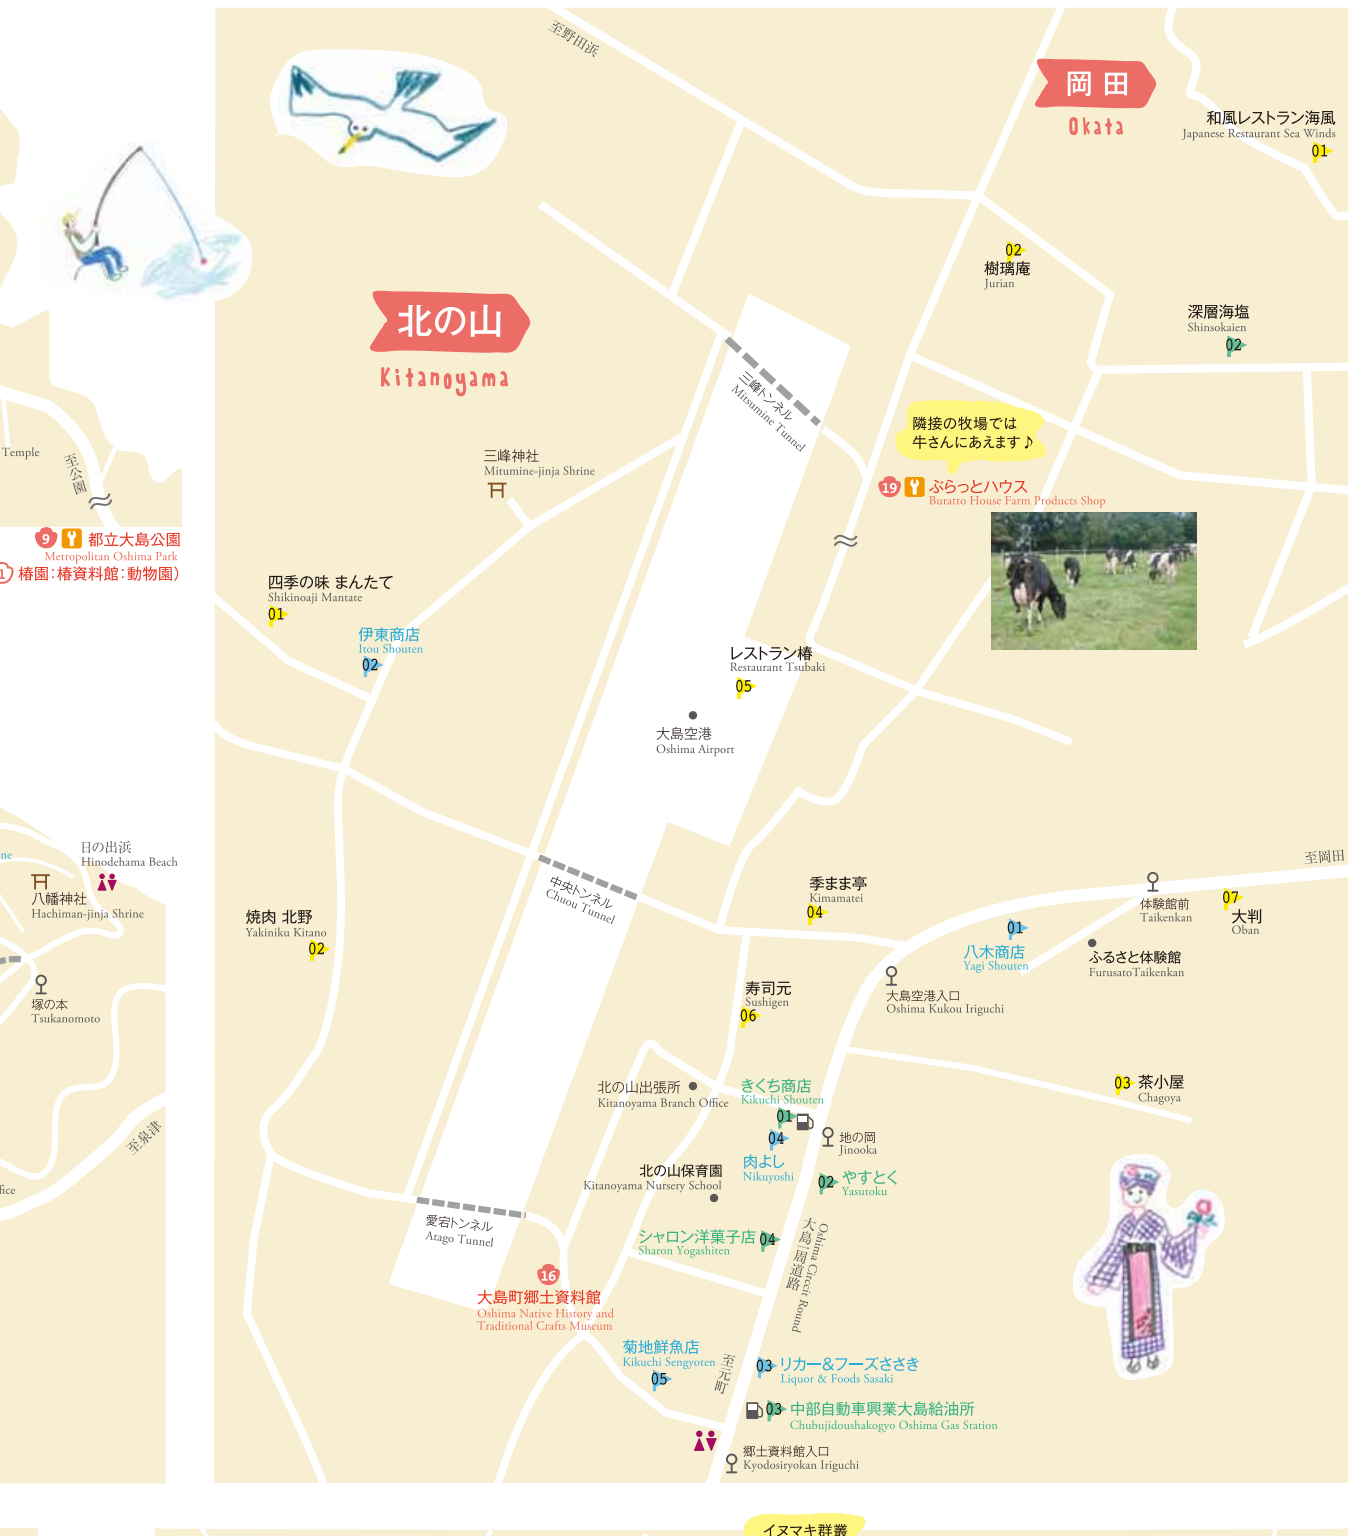 至野田浜
岡田
Okata
和風レストラン海風
Japanese Restaurant Sea Winds
01
02
樹璃庵
Jurian
深層海塩
Shinsokaien
02
北の山
Kitanoyama
三峰トンネル
Mitsumine Tunnel
隣接の牧場では
牛さんにあえます♪
19
ぶらっとハウス
Buratto House Farm Products Shop
三峰神社
Mitumine-jinja Shrine
Temple
至公園
9
都立大島公園
Metropolitan Oshima Park
椿園:椿資料館:動物園)
四季の味 まんたて
Shikinoaji Mantate
01
伊東商店
Itou Shouten
02
レストラン椿
Restaurant Tsubaki
05
大島空港
Oshima Airport
日の出浜
Hinodehama Beach
ne
八幡神社
Hachiman-jinja Shrine
塚の本
Tsukanomoto
至泉津
fice
焼肉 北野
Yakiniku Kitano
02
中央トンネル
Chuou Tunnel
季まま亭
Kimamatei
04
至岡田
体験館前
Taikenkan
07
大判
Oban
01
八木商店
Yagi Shouten
ふるさと体験館
FurusatoTaikenkan
大島空港入口
Oshima Kukou Iriguchi
寿司元
Sushigen
06
北の山出張所
Kitanoyama Branch Office
きくち商店
Kikuchi Shouten
01
04
肉よし
Nikuyoshi
地の岡
Jinooka
03
茶小屋
Chagoya
北の山保育園
Kitanoyama Nursery School
02
やすとく
Yasutoku
愛宕トンネル
Atago Tunnel
シャロン洋菓子店
Sharon Yogashiten
04
大島一周道路
Oshima Circcit Round
16
大島町郷土資料館
Oshima Native History and
Traditional Crafts Museum
菊地鮮魚店
Kikuchi Sengyoten
05
至元町
03
リカー&フーズささき
Liquor & Foods Sasaki
03
中部自動車興業大島給油所
Chubujidoushakogyo Oshima Gas Station
郷土資料館入口
Kyodosiryokan Iriguchi
イヌマキ群叢